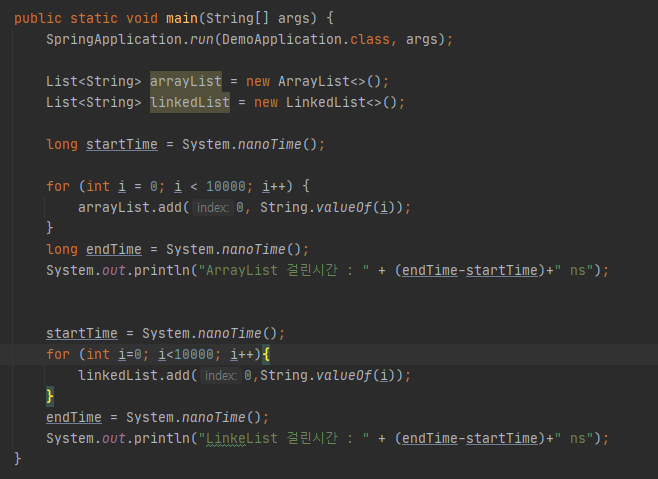 public static void main(String[] args) {
SpringApplication.run(DemoApplication.class, args);
List<String> arrayList = new ArrayList<>();
List<String> linkedList = new LinkedList<>();
long startTime = System.nanoTime();
for (int i = 0; i < 10000; i++) {
arrayList.add( index: 0, String.valueOf(i));
}
long endTime = System.nanoTime();
System.out.println("ArrayList 걸린시간 : " + (endTime-startTime)+" ns");
startTime = System.nanoTime();
for (int i=0; i<10000; i++){
linkedList.add( index: 0,String.valueOf(i));
}
endTime = System.nanoTime();
System.out.println("LinkeList 걸린시간 : " + (endTime-startTime)+" ns");
}